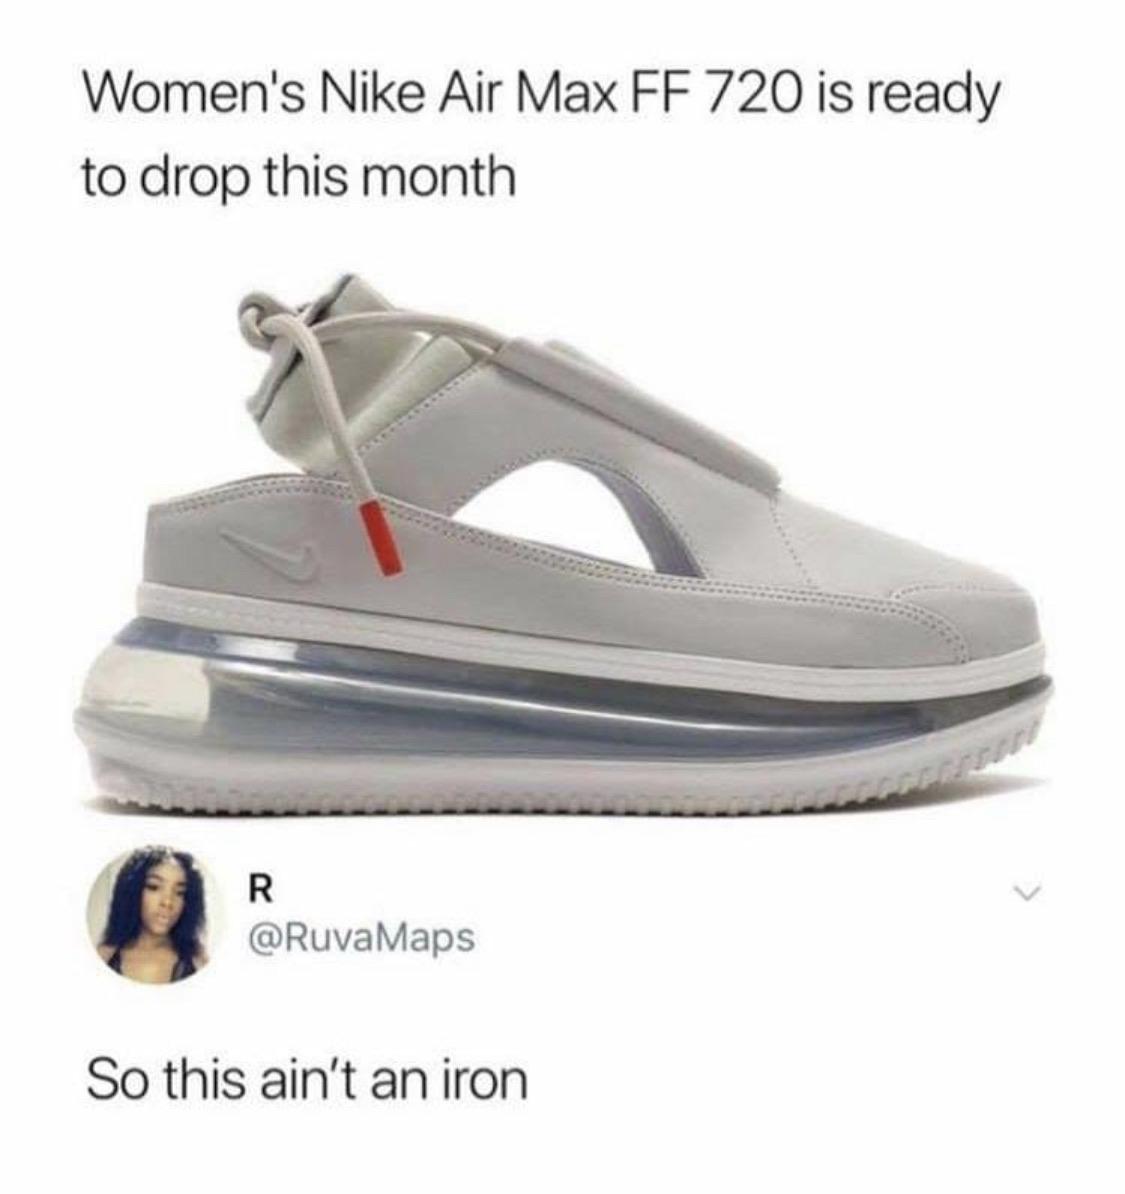 Women's Nike Air Max FF 720 is ready
to drop this month
R
@RuvaMaps
So this ain't an iron